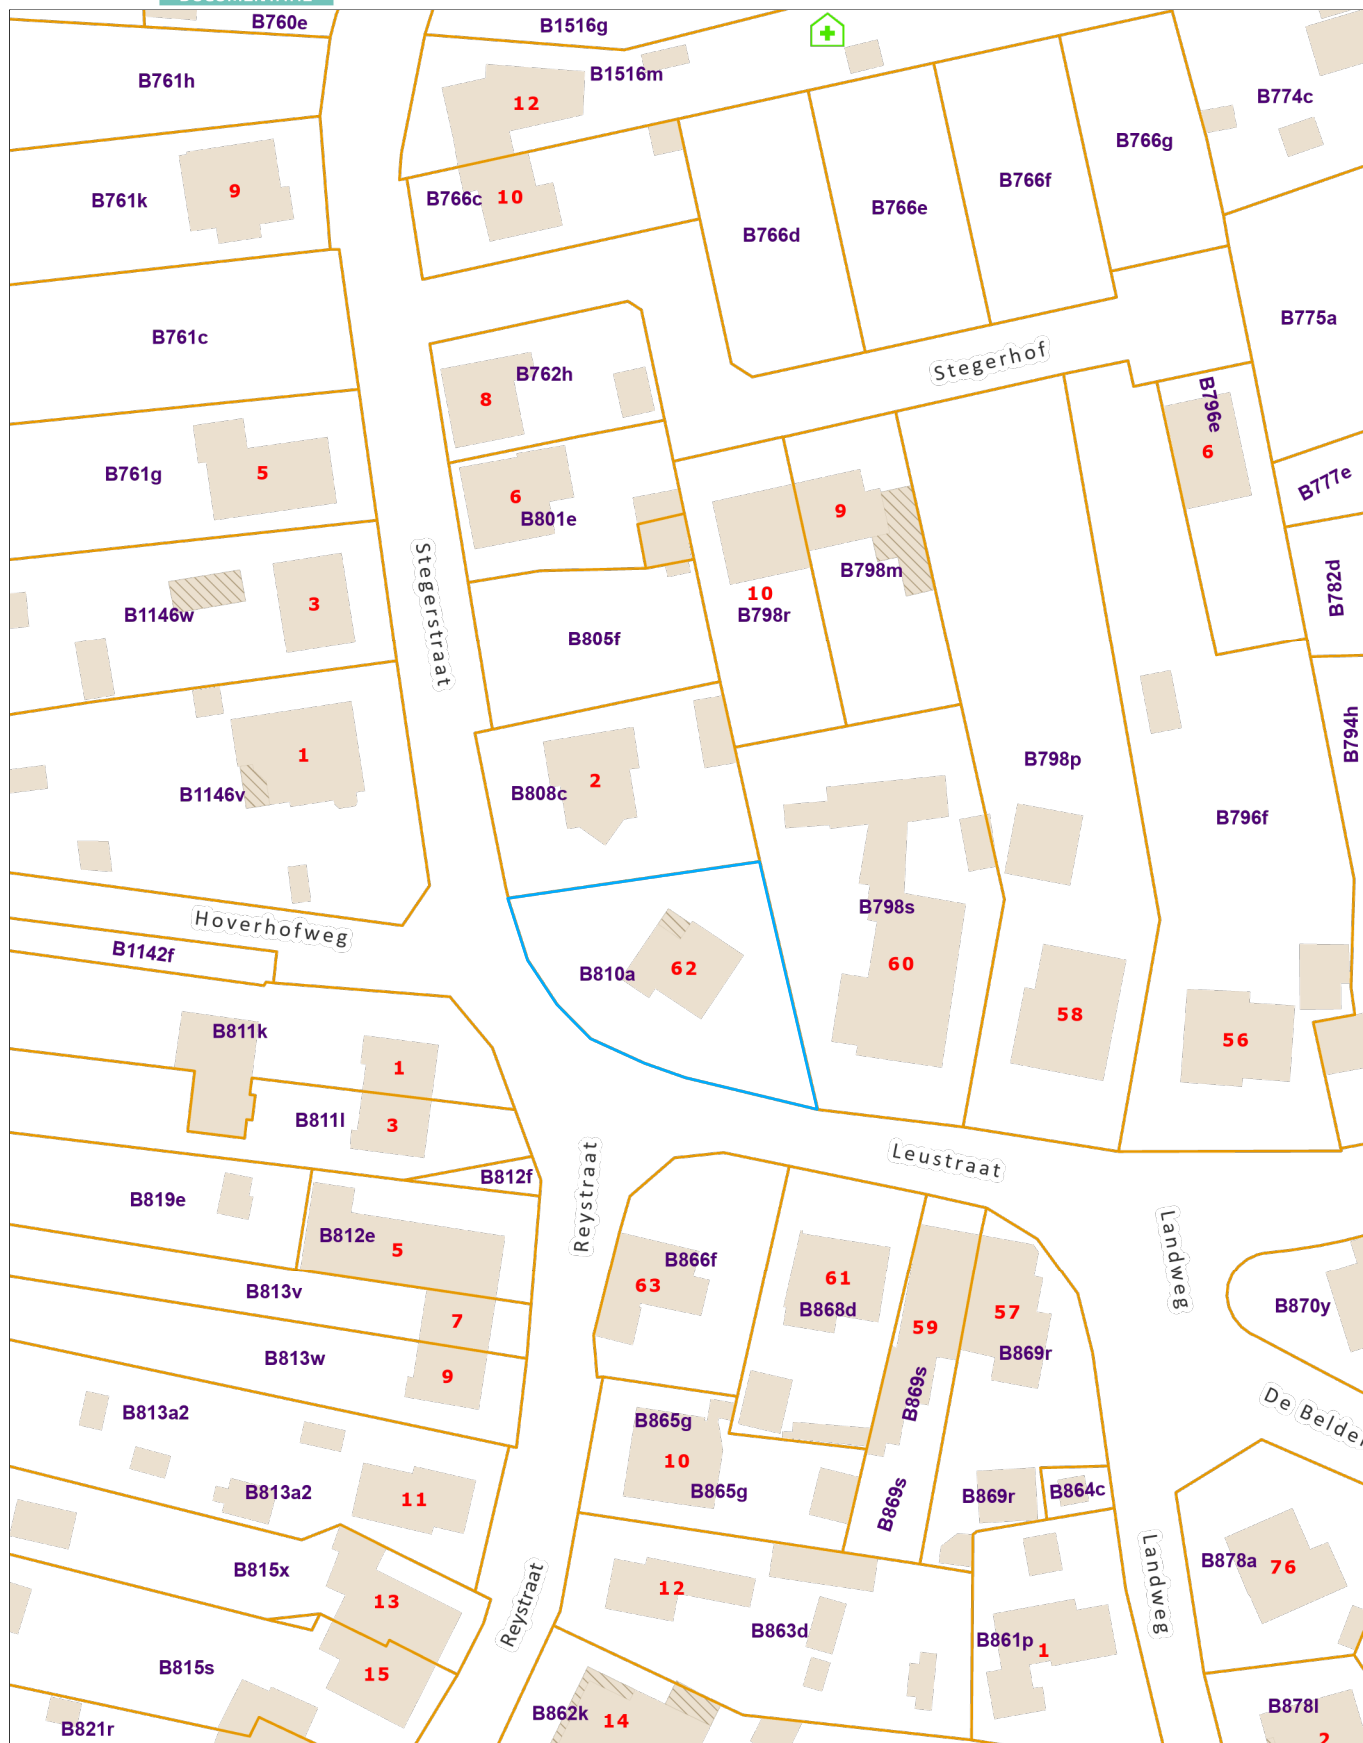 B760e
B1516g
B761h
B1516m
12
B774c
B766g
B761k
9
B766c
10
B766f
B766e
B766d
B775a
B761c
Stegerhof
B762h
8
B796e
6
B761g
5
6
B801e
9
B777e
B798m
10
B798r
Stegerstraat
B1146w
3
B805f
B782d
1
B1146v
B808c
2
B798p
B794h
B796f
B798s
Hoverhofweg
B1142f
B810a
62
60
58
56
B811k
1
B811l
3
Leustraat
B812f
Reystraat
B819e
B812e
5
B866f
63
61
B868d
Landweg
B813v
7
59
57
B869r
B870y
B813w
9
B869s
De Belder
B813a2
B865g
10
B865g
B813a2
11
B869s
B869r
B864c
Landweg
B815x
13
Reystraat
12
B863d
B878a
76
B861p
1
B815s
15
B821r
B862k
14
B878l
2